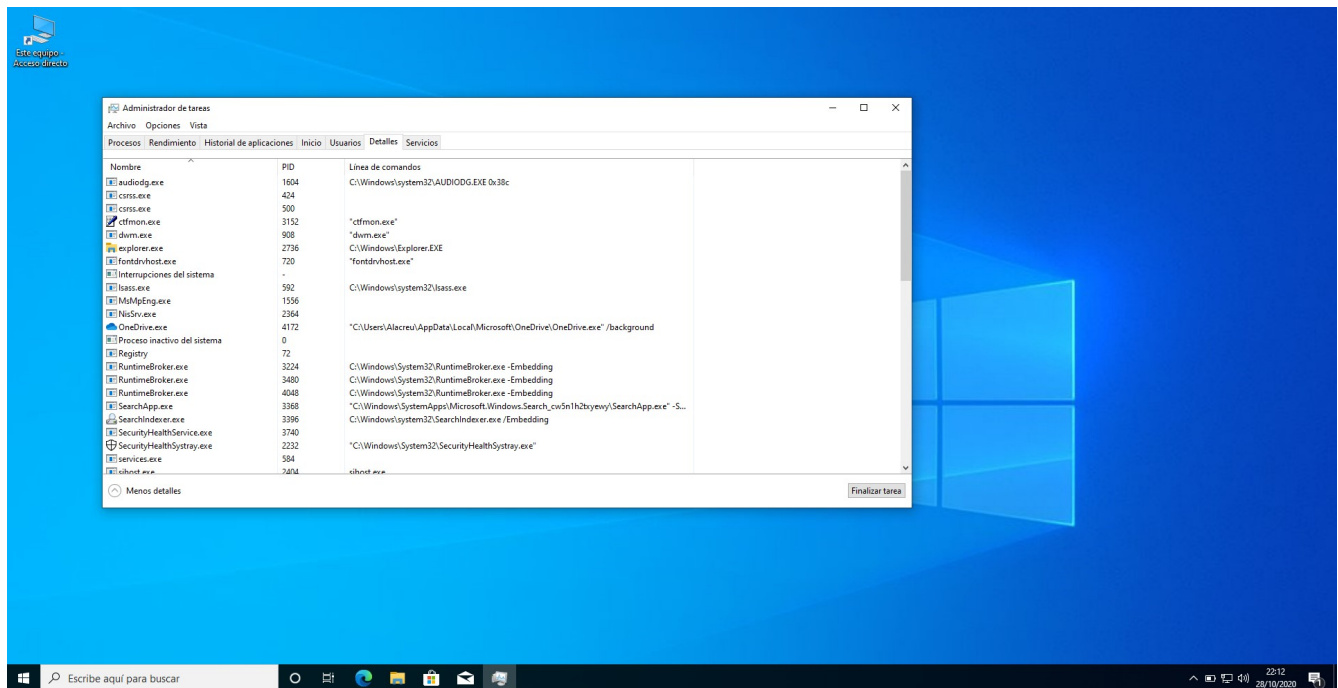 Este equipo -
Acceso directo
Administrador de tareas
Archivo Opciones Vista
Procesos Rendimiento Historial de aplicaciones Inicio Usuarios Detalles Servicios
Nombre PID Línea de comandos
audiodg.exe 1604 C:\Windows\system32\AUDIODG.EXE 0x38c
csrss.exe 424
csrss.exe 500
ctfmon.exe 3152 "ctfmon.exe"
dwm.exe 908 "dwm.exe"
explorer.exe 2736 C:\Windows\Explorer.EXE
fontdrvhost.exe 720 "fontdrvhost.exe"
Interrupciones del sistema -
lsass.exe 592 C:\Windows\system32\lsass.exe
MsMpEng.exe 1556
NisSrv.exe 2364
OneDrive.exe 4172 "C:\Users\Alacreu\AppData\Local\Microsoft\OneDrive\OneDrive.exe" /background
Proceso inactivo del sistema 0
Registry 72
RuntimeBroker.exe 3224 C:\Windows\System32\RuntimeBroker.exe -Embedding
RuntimeBroker.exe 3480 C:\Windows\System32\RuntimeBroker.exe -Embedding
RuntimeBroker.exe 4048 C:\Windows\System32\RuntimeBroker.exe -Embedding
SearchApp.exe 3368 "C:\Windows\SystemApps\Microsoft.Windows.Search_cw5n1h2txyewy\SearchApp.exe" -S...
SearchIndexer.exe 3396 C:\Windows\system32\SearchIndexer.exe /Embedding
SecurityHealthService.exe 3740
SecurityHealthSystray.exe 2232 "C:\Windows\System32\SecurityHealthSystray.exe"
services.exe 584
sihost.exe 2404 sihost.exe
Menos detalles Finalizar tarea
Escribe aquí para buscar
22:12
28/10/2020
1